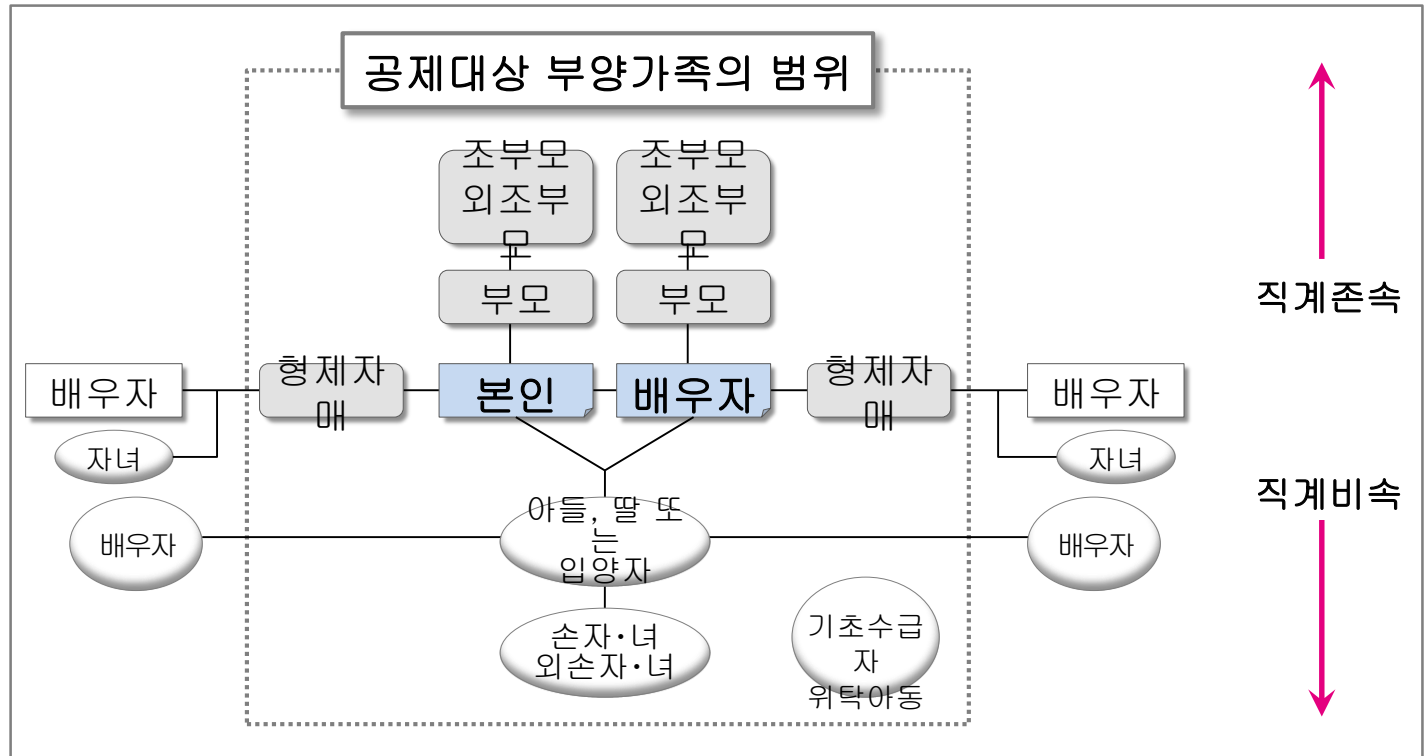 공제대상 부양가족의 범위
조부모
외조부
모
조부모
외조부
모
부모
부모
직계존속
배우자
형제자
매
본인
배우자
형제자
매
배우자
자녀
자녀
직계비속
아들, 딸 또
는
입양자
배우자
배우자
손자·녀
외손자·녀
기초수급
자
위탁아동